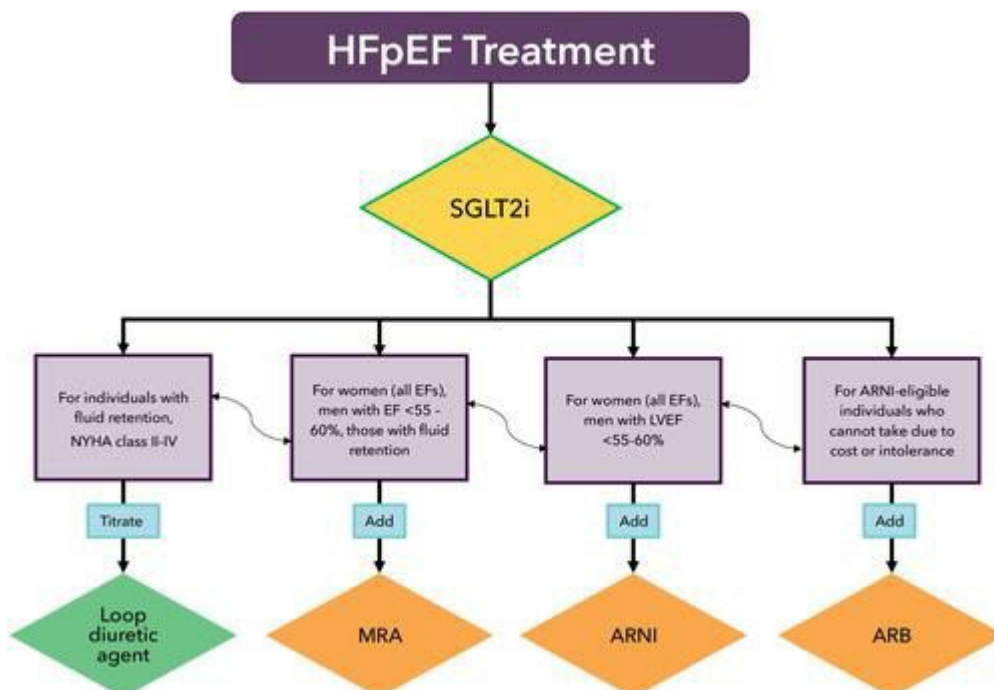 HFpEF Treatment
SGLT2i
For individuals with
fluid retention,
NYHA class II-IV
For women (all EFs),
men with EF <55 -
60%, those with fluid
retention
For women (all EFs),
men with LVEF
<55-60%
For ARNI-eligible
individuals who
cannot take due to
cost or intolerance
Titrate
Add
Add
Add
Loop
diuretic
agent
MRA
ARNI
ARB